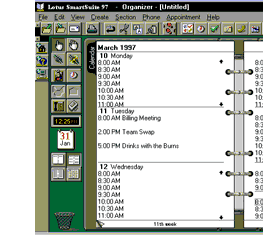 Lotus SmartSuite 97 - Organizer - [Untitled]
File Edit View Create Section Phone Appointment Help
Calendar
March 1997
10 Monday
8:00 AM
8:30 AM
9:00 AM
9:30 AM
10:00 AM
10:30 AM
11 Tuesday
8:00 AM Billing Meeting
2:00 PM Team Swap
5:00 PM Drinks with the Burns
12 Wednesday
8:00 AM
8:30 AM
9:00 AM
9:30 AM
10:00 AM
10:30 AM
11:00 AM
11th week
12:25
31
Jan